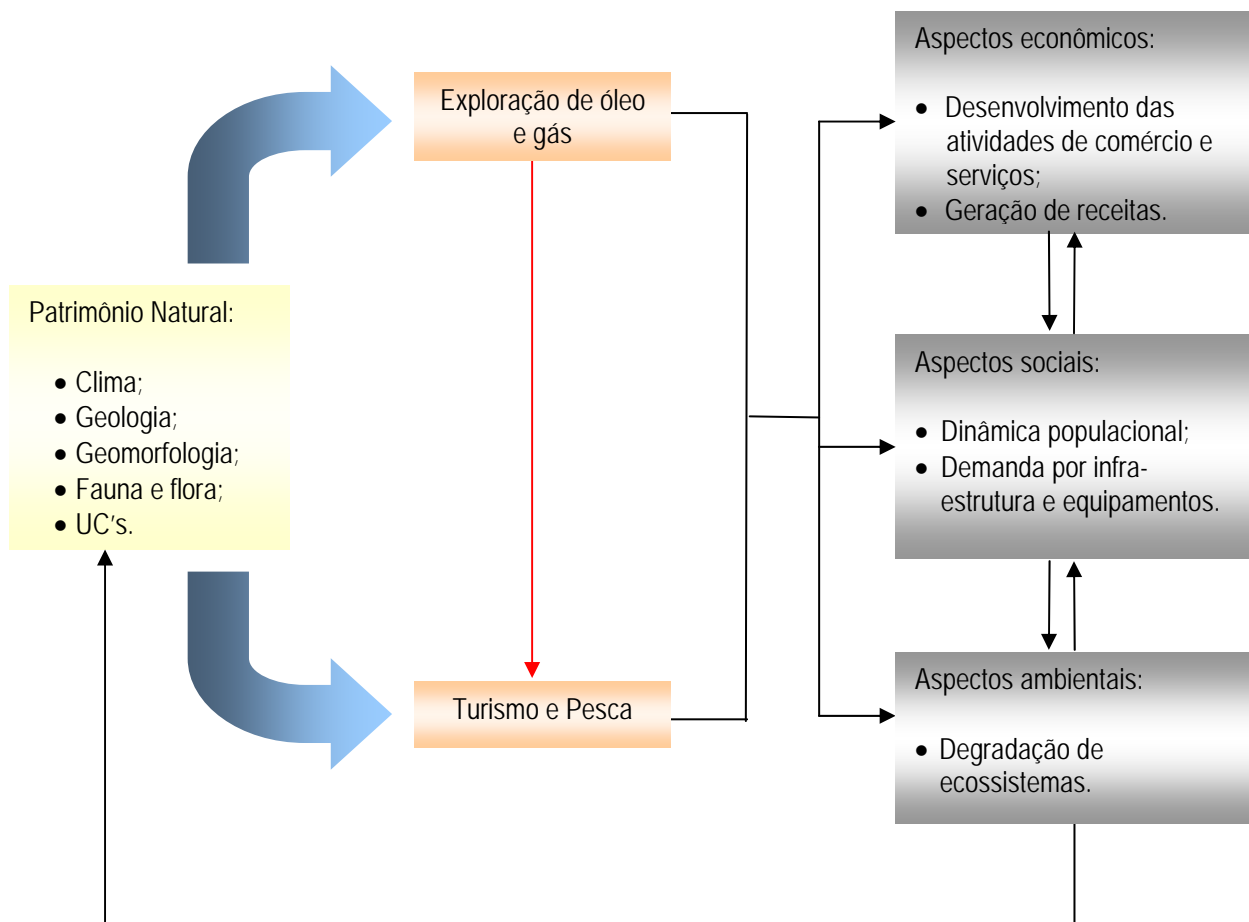 Patrimônio Natural:
• Clima;
• Geologia;
• Geomorfologia;
• Fauna e flora;
• UC's.
Exploração de óleo
e gás
Turismo e Pesca
Aspectos econômicos:
• Desenvolvimento das
atividades de comércio e
serviços;
• Geração de receitas.
Aspectos sociais:
• Dinâmica populacional;
• Demanda por infra-
estrutura e equipamentos.
Aspectos ambientais:
• Degradação de
ecossistemas.